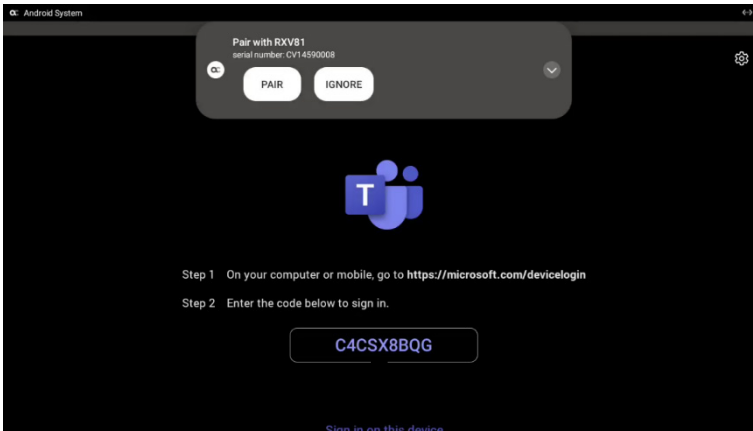 Android System
Pair with RXV81
serial number: CV14590008
PAIR
IGNORE
T
Step 1 On your computer or mobile, go to https://microsoft.com/devicelogin
Step 2 Enter the code below to sign in.
C4CSX8BQG
Sign in on this device